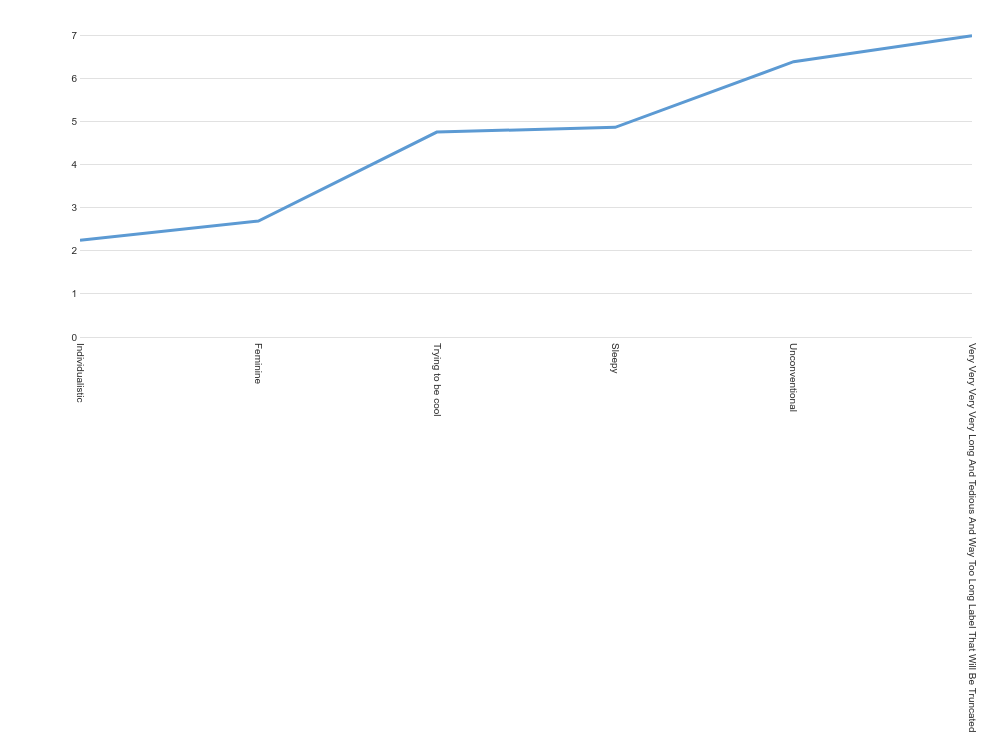 7
6
5
4
3
2
1
0
Individualistic
Feminine
Trying to be cool
Sleepy
Unconventional
Very Very Very Very Long And Tedious And Way Too Long Label That Will Be Truncated